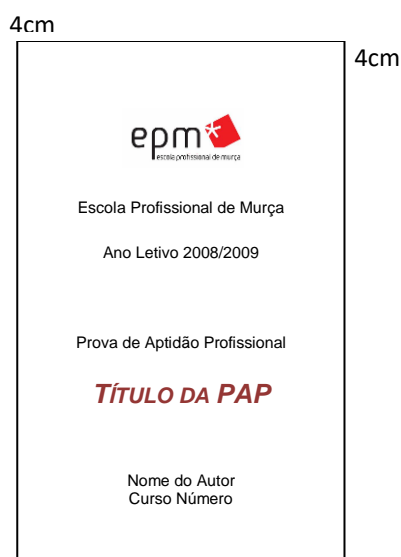 4cm
4cm
epm*
escola profissional de murça
Escola Profissional de Murça
Ano Letivo 2008/2009
Prova de Aptidão Profissional
TÍTULO DA PAP
Nome do Autor
Curso Número